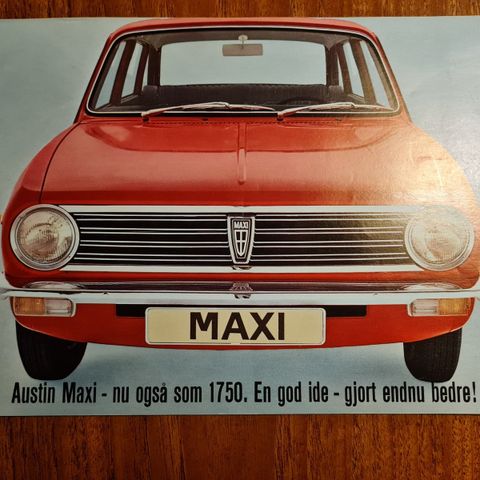 MAXI
MAXI
Austin Maxi - nu også som 1750. En god ide - gjort endnu bedre!